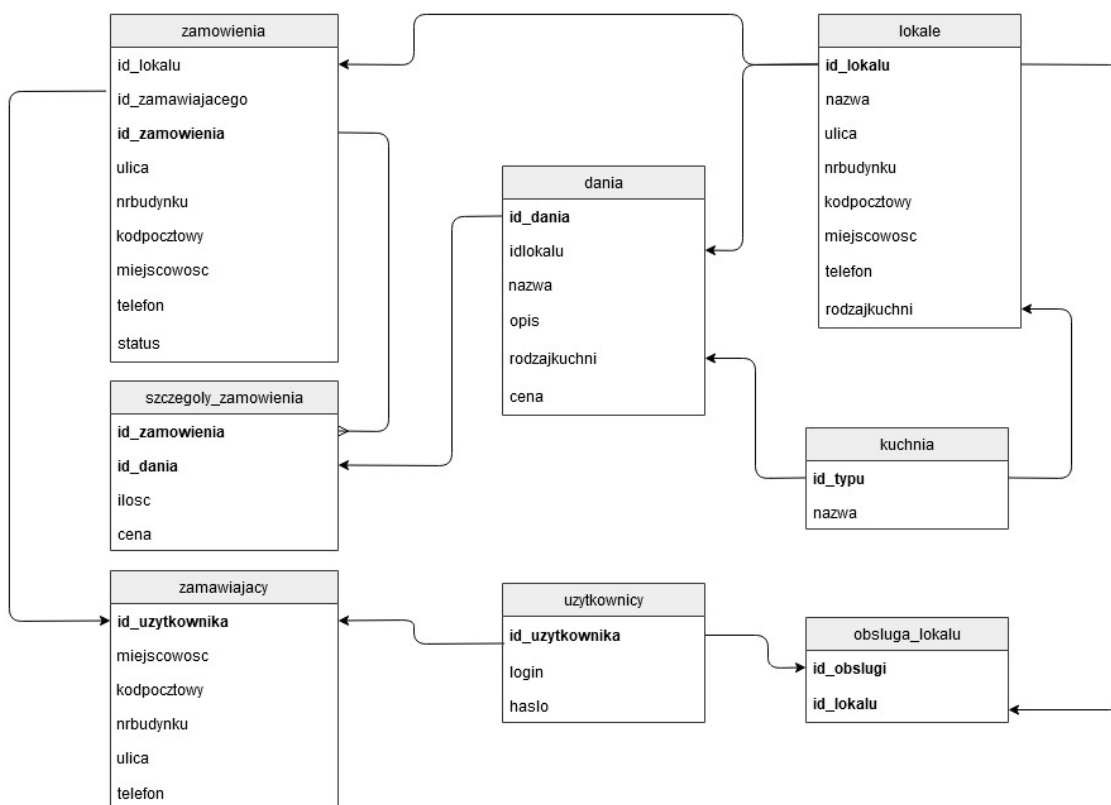 zamowienia
id_lokalu
id_zamawiajacego
id_zamowienia
ulica
nrbudynku
kodpocztowy
miejscowosc
telefon
status
szczegoly_zamowienia
id_zamowienia
id_dania
ilosc
cena
zamawiajacy
id_uzytkownika
miejscowosc
kodpocztowy
nrbudynku
ulica
telefon
dania
id_dania
idlokalu
nazwa
opis
rodzajkuchni
cena
uzytkownicy
id_uzytkownika
login
haslo
lokale
id_lokalu
nazwa
ulica
nrbudynku
kodpocztowy
miejscowosc
telefon
rodzajkuchni
kuchnia
id_typu
nazwa
obsluga_lokalu
id_obslugi
id_lokalu